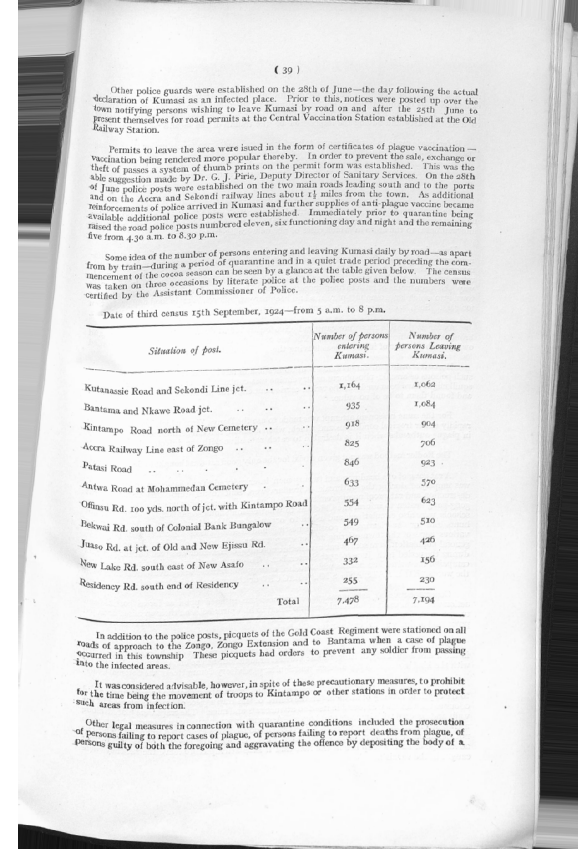 ( 39 )
Other police guards were established on the 28th of June—the day following the actual
declaration of Kumasi as an infected place. Prior to this, notices were posted up over the
town notifying persons wishing to leave Kumasi by road on and after the 25th June to
present themselves for road permits at the Central Vaccination Station established at the Old
Railway Station.
Permits to leave the area were issued in the form of certificates of plague vaccination—
vaccination being rendered more popular thereby. In order to prevent the sale, exchange or
theft of passes a system of thumb prints on the permit form was established. This was the
able suggestion made by Dr. G. J. Pirie, Deputy Director of Sanitary Services. On the 28th
of June police posts were established on the two main roads leading south and to the ports
and on the Accra and Sekondi railway lines about 1½ miles from the town. As additional
reinforcements of police arrived in Kumasi and further supplies of anti-plague vaccine became
available additional police posts were established. Immediately prior to quarantine being
raised the road police posts numbered eleven, six functioning day and night and the remaining
five from 4.30 a.m. to 8.30 p.m.
Some idea of the number of persons entering and leaving Kumasi daily by road—as apart
from by train—during a period of quarantine and in a quiet trade period preceding the com-
mencement of the cocoa season can be seen by a glance at the table given below. The census
was taken on three occasions by literate police at the police posts and the numbers were
certified by the Assistant Commissioner of Police.
Date of third census 15th September, 1924—from 5 a.m. to 8 p.m.
Situation of post. Number of persons entering Kumasi. Number of persons Leaving Kumasi.
Kutanassie Road and Sekondi Line jct. .. .. 1,164 1,062
Bantama and Nkawe Road jct. .. .. .. 935 1,084
Kintampo Road north of New Cemetery .. .. 918 904
Accra Railway Line east of Zongo .. .. .. 825 706
Patasi Road .. .. . . . . 846 923
Antwa Road at Mohammedan Cemetery . . 633 570
Offinsu Rd. 100 yds. north of jct. with Kintampo Road 554 623
Bekwai Rd. south of Colonial Bank Bungalow .. 549 510
Juaso Rd. at jct. of Old and New Ejissu Rd. .. 467 426
New Lake Rd. south east of New Asafo .. .. 332 156
Residency Rd. south end of Residency .. .. 255 230
Total 7,478 7,194
In addition to the police posts, picquets of the Gold Coast Regiment were stationed on all
roads of approach to the Zongo, Zongo Extension and to Bantama when a case of plague
occurred in this township These picquets had orders to prevent any soldier from passing
into the infected areas.
It was considered advisable, however, in spite of these precautionary measures, to prohibit
for the time being the movement of troops to Kintampo or other stations in order to protect
such areas from infection.
Other legal measures in connection with quarantine conditions included the prosecution
of persons failing to report cases of plague, of persons failing to report deaths from plague, of
persons guilty of both the foregoing and aggravating the offence by depositing the body of a